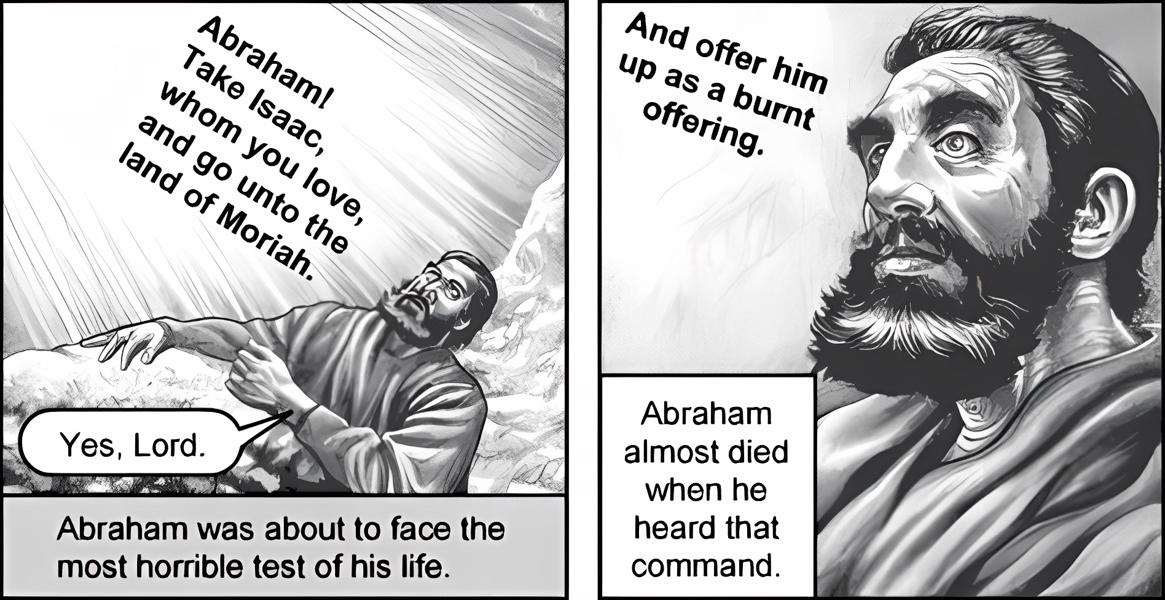 Abraham!
Take Isaac,
whom you love,
and go unto the
land of Moriah.
Yes, Lord.
Abraham was about to face the
most horrible test of his life.
And offer him
up as a burnt
offering.
Abraham
almost died
when he
heard that
command.